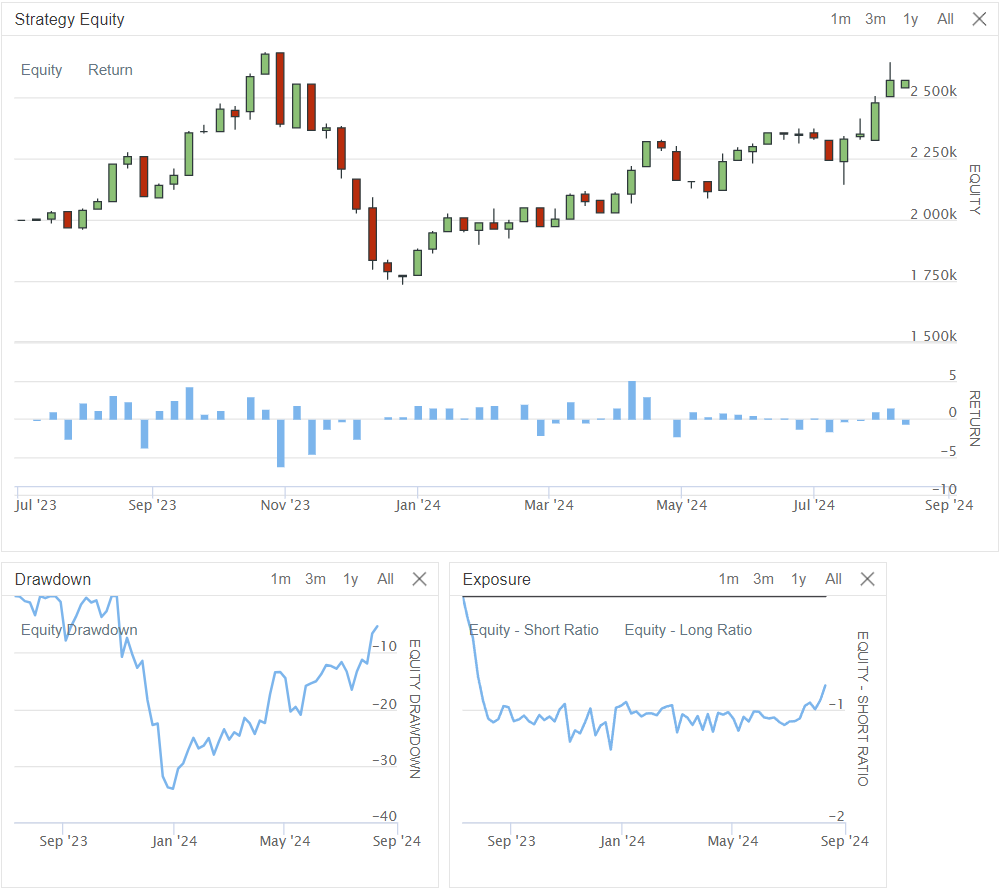 Strategy Equity 1m 3m 1y All
Equity Return
2 500k
2 250k
EQUITY
2 000k
1 750k
1 500k
5
0
RETURN
−5
−10
Jul '23 Sep '23 Nov '23 Jan '24 Mar '24 May '24 Jul '24 Sep '24
Drawdown 1m 3m 1y All
Equity Drawdown
−10
−20
EQUITY DRAWDOWN
−30
−40
Sep '23 Jan '24 May '24 Sep '24
Exposure 1m 3m 1y All
Equity - Short Ratio Equity - Long Ratio
−1
EQUITY - SHORT RATIO
−2
Sep '23 Jan '24 May '24 Sep '24